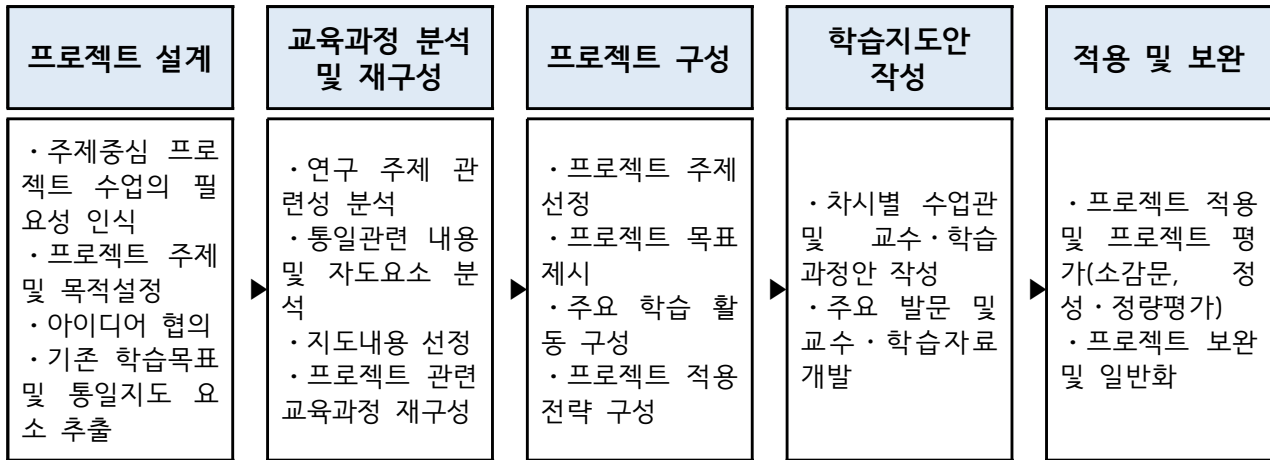 프로젝트 설계
교육과정 분석
및 재구성
프로젝트 구성
학습지도안
작성
적용 및 보완
・주제중심 프로
젝트 수업의 필
요성 인식
・프로젝트 주제
및 목적설정
・아이디어 협의
・기존 학습목표
및 통일지도 요
소 추출
▶
・연구 주제 관
련성 분석
・통일관련 내용
및 자도요소 분
석
・지도내용 선정
・프로젝트 관련
교육과정 재구성
▶
・프로젝트 주제
선정
・프로젝트 목표
제시
・주요 학습 활
동 구성
・프로젝트 적용
전략 구성
▶
・차시별 수업관
및 교수・학습
과정안 작성
・주요 발문 및
교수・학습자료
개발
▶
・프로젝트 적용
및 프로젝트 평
가(소감문, 정
성・정량평가)
・프로젝트 보완
및 일반화